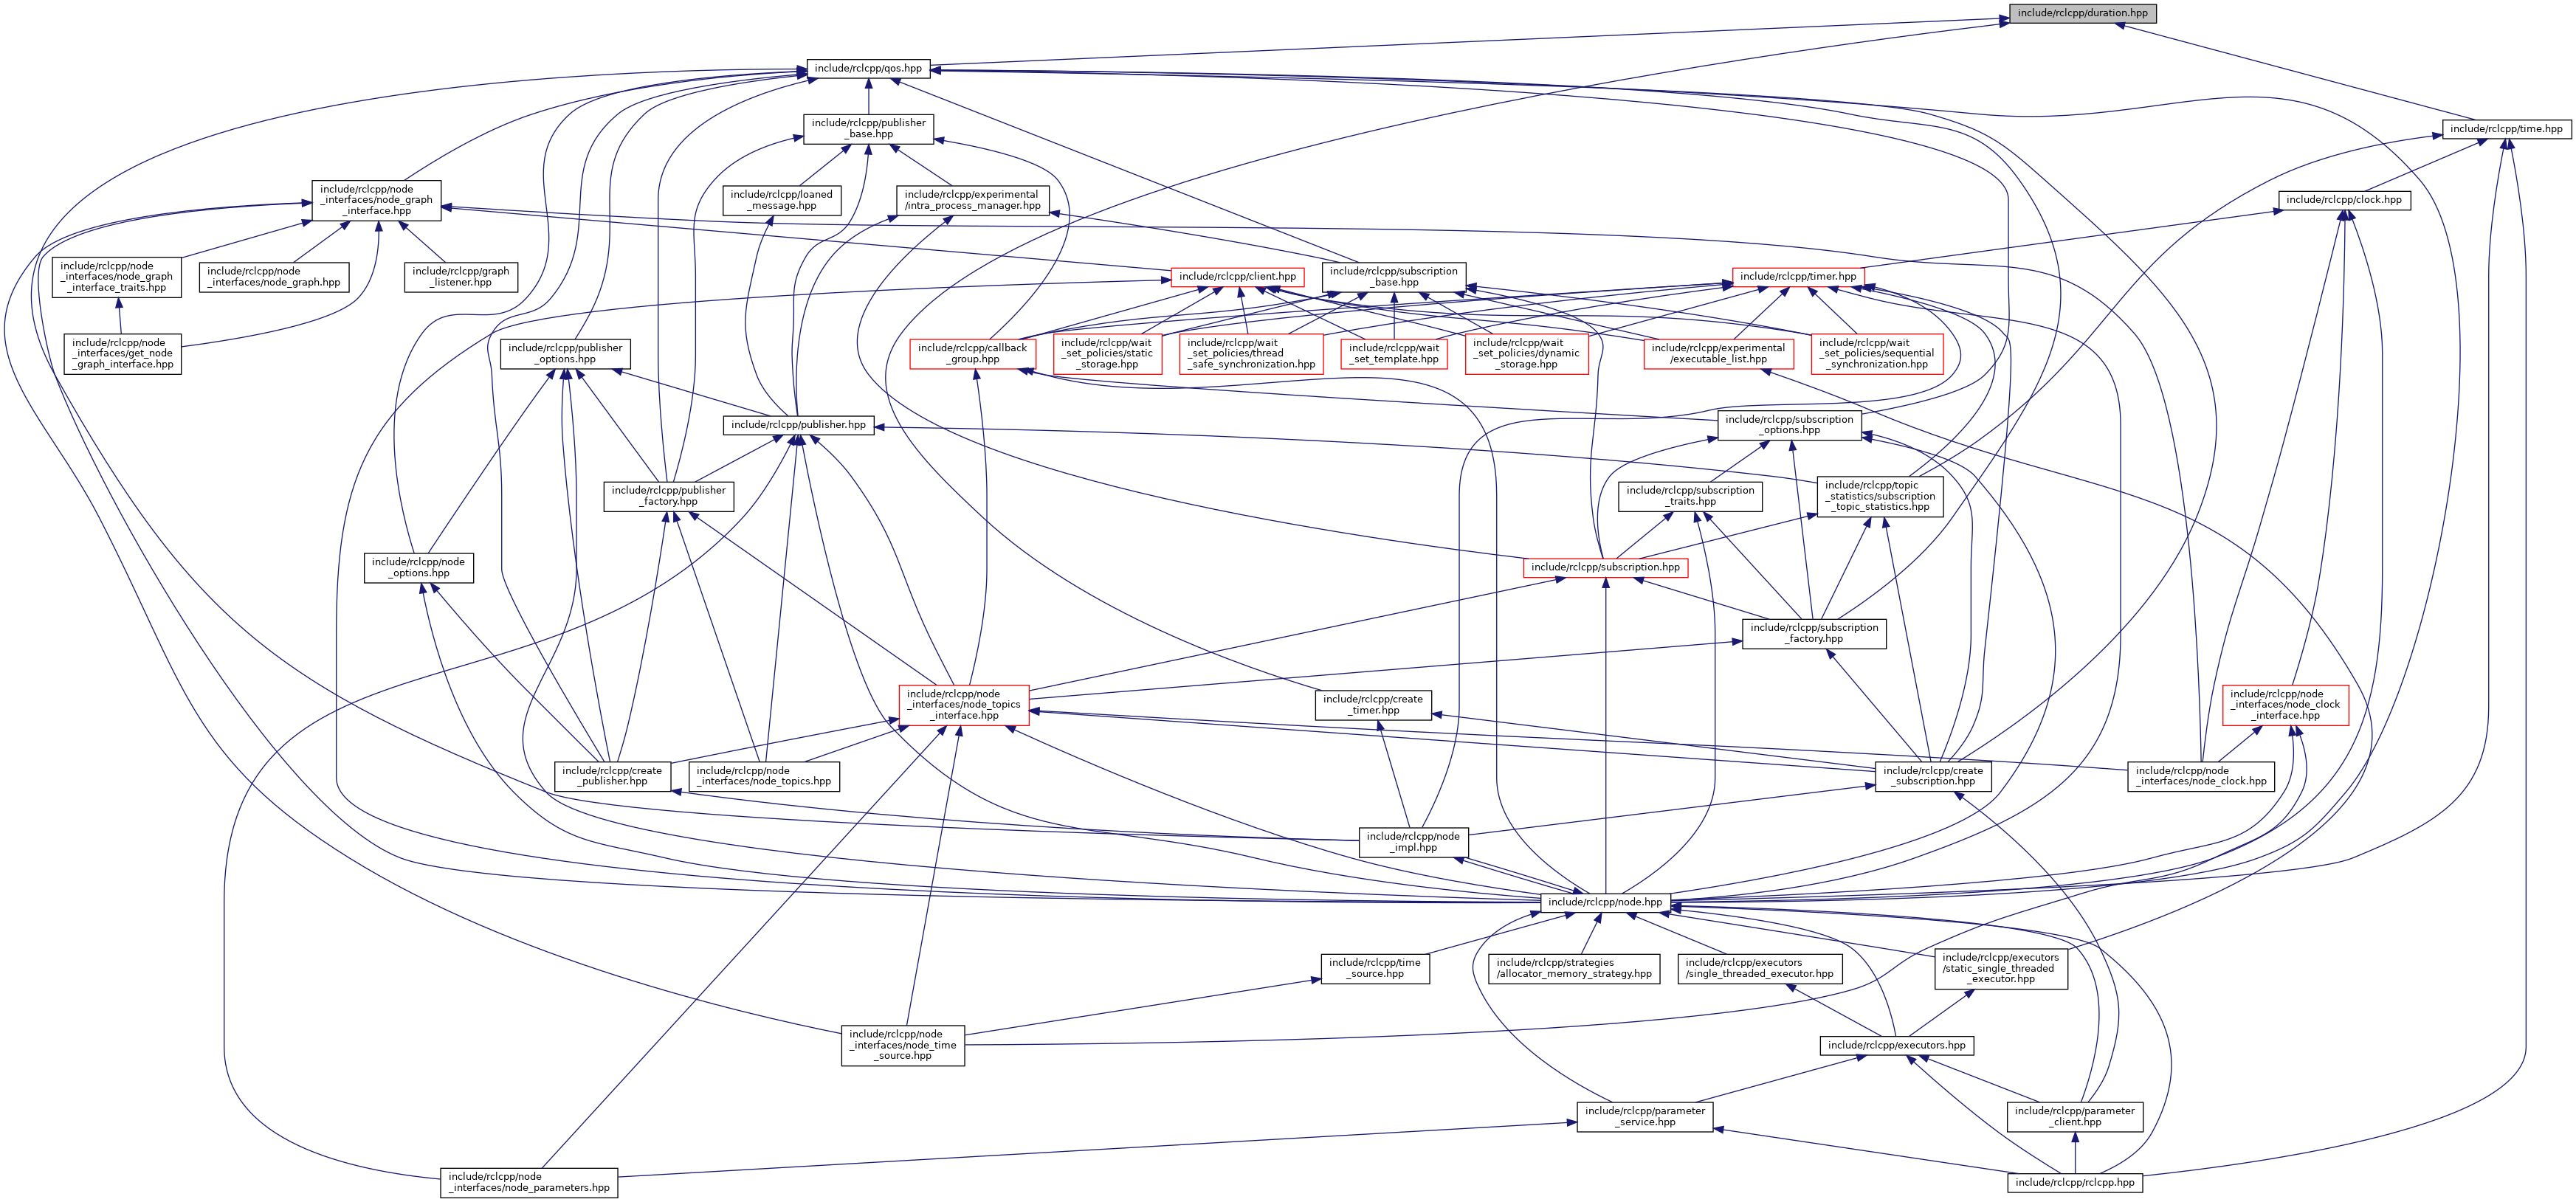 include/rclcpp/duration.hpp
include/rclcpp/qos.hpp
include/rclcpp/publisher
_base.hpp
include/rclcpp/time.hpp
include/rclcpp/node
_interfaces/node_graph
_interface.hpp
include/rclcpp/loaned
_message.hpp
include/rclcpp/experimental
/intra_process_manager.hpp
include/rclcpp/clock.hpp
include/rclcpp/node
_interfaces/node_graph
_interface_traits.hpp
include/rclcpp/node
_interfaces/node_graph.hpp
include/rclcpp/graph
_listener.hpp
include/rclcpp/client.hpp
include/rclcpp/subscription
_base.hpp
include/rclcpp/timer.hpp
include/rclcpp/node
_interfaces/get_node
_graph_interface.hpp
include/rclcpp/publisher
_options.hpp
include/rclcpp/callback
_group.hpp
include/rclcpp/wait
_set_policies/static
_storage.hpp
include/rclcpp/wait
_set_policies/thread
_safe_synchronization.hpp
include/rclcpp/wait
_set_template.hpp
include/rclcpp/wait
_set_policies/dynamic
_storage.hpp
include/rclcpp/experimental
/executable_list.hpp
include/rclcpp/wait
_set_policies/sequential
_synchronization.hpp
include/rclcpp/publisher.hpp
include/rclcpp/subscription
_options.hpp
include/rclcpp/publisher
_factory.hpp
include/rclcpp/subscription
_traits.hpp
include/rclcpp/topic
_statistics/subscription
_topic_statistics.hpp
include/rclcpp/node
_options.hpp
include/rclcpp/subscription.hpp
include/rclcpp/subscription
_factory.hpp
include/rclcpp/node
_interfaces/node_topics
_interface.hpp
include/rclcpp/create
_timer.hpp
include/rclcpp/node
_interfaces/node_clock
_interface.hpp
include/rclcpp/create
_publisher.hpp
include/rclcpp/node
_interfaces/node_topics.hpp
include/rclcpp/create
_subscription.hpp
include/rclcpp/node
_interfaces/node_clock.hpp
include/rclcpp/node
_impl.hpp
include/rclcpp/node.hpp
include/rclcpp/time
_source.hpp
include/rclcpp/strategies
/allocator_memory_strategy.hpp
include/rclcpp/executors
/single_threaded_executor.hpp
include/rclcpp/executors
/static_single_threaded
_executor.hpp
include/rclcpp/node
_interfaces/node_time
_source.hpp
include/rclcpp/executors.hpp
include/rclcpp/parameter
_service.hpp
include/rclcpp/parameter
_client.hpp
include/rclcpp/node
_interfaces/node_parameters.hpp
include/rclcpp/rclcpp.hpp